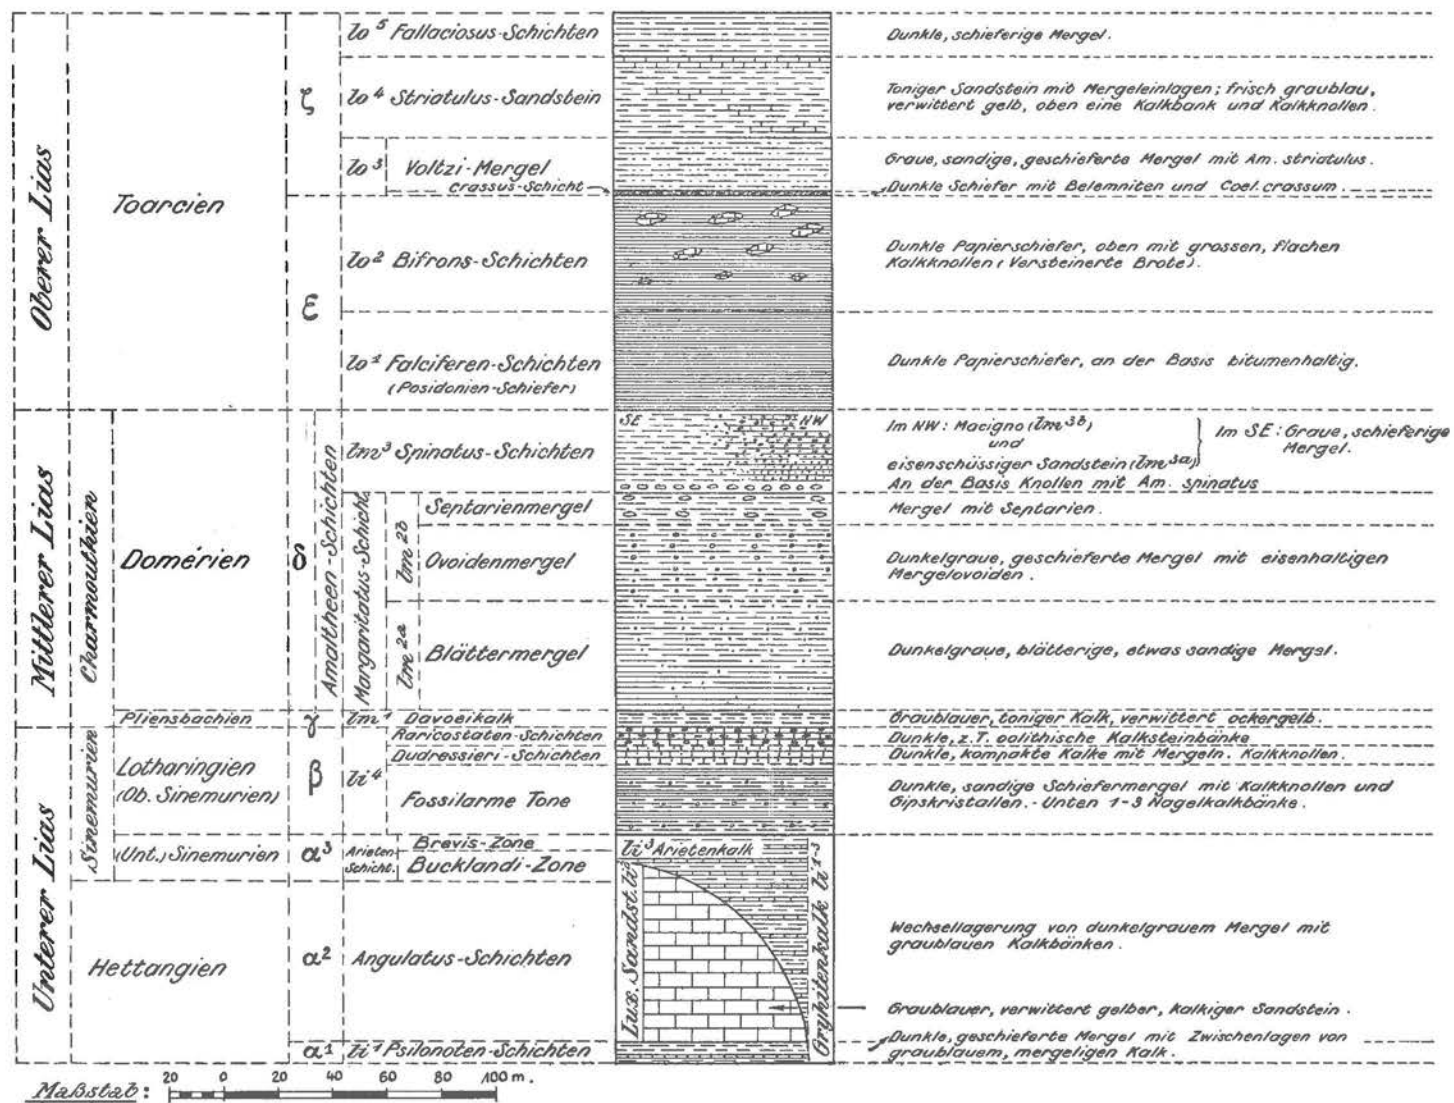 Oberer Lias
Toarcien
ζ
lo⁵ Fallaciosus-Schichten
Dunkle, schieferige Mergel.
lo⁴ Striatulus-Sandstein
Toniger Sandstein mit Mergeleinlagen; frisch graublau,
verwittert gelb, oben eine Kalkbank und Kalkknollen.
lo³ Voltzi-Mergel
Graue, sandige, geschieferte Mergel mit Am. striatulus.
crassus-Schicht
Dunkle Schiefer mit Belemniten und Coel. crassum.
ε
lo² Bifrons-Schichten
Dunkle Papierschiefer, oben mit grossen, flachen
Kalkknollen (Versteinerte Brote).
lo¹ Falciferen-Schichten
(Posidonien-Schiefer)
Dunkle Papierschiefer, an der Basis bitumenhaltig.
Mittlerer Lias
Charmouthien
Domérien
δ
Amaltheen-Schichten
lm³ Spinatus-Schichten
SE
NW
Im NW: Macigno (lm³ᵇ)
und
eisenschüssiger Sandstein (lm³ᵃ)
Im SE: Graue, schieferige
Mergel.
An der Basis Knollen mit Am. spinatus
Margaritatus-Schicht.
lm²ᵇ
Septarienmergel
Mergel mit Septarien.
Ovoidenmergel
Dunkelgraue, geschieferte Mergel mit eisenhaltigen
Mergelovoiden.
lm²ᵃ
Blättermergel
Dunkelgraue, blätterige, etwas sandige Mergel.
Pliensbachien
γ
lm¹ Davoeikalk
Graublauer, toniger Kalk, verwittert ockergelb.
Unterer Lias
Sinemurien
Lotharingien
(Ob. Sinemurien)
β
li⁴
Raricostaten-Schichten
Dunkle, z.T. oolithische Kalksteinbänke
Dudressieri-Schichten
Dunkle, kompakte Kalke mit Mergeln. Kalkknollen.
Fossilarme Tone
Dunkle, sandige Schiefermergel mit Kalkknollen und
Gipskristallen. - Unten 1-3 Nagelkalkbänke.
(Unt.) Sinemurien
α³
Arieten
Schicht.
Brevis-Zone
Bucklandi-Zone
li³ Arietenkalk
Lux. Sandst. li²
Gryhitenkalk li¹⁻³
Hettangien
α²
Angulatus-Schichten
Wechsellagerung von dunkelgrauem Mergel mit
graublauen Kalkbänken.
Graublauer, verwittert gelber, kalkiger Sandstein.
α¹
li¹ Psilonoten-Schichten
Dunkle, geschieferte Mergel mit Zwischenlagen von
graublauem, mergeligen Kalk.
Maßstab:
20 0 20 40 60 80 100 m.